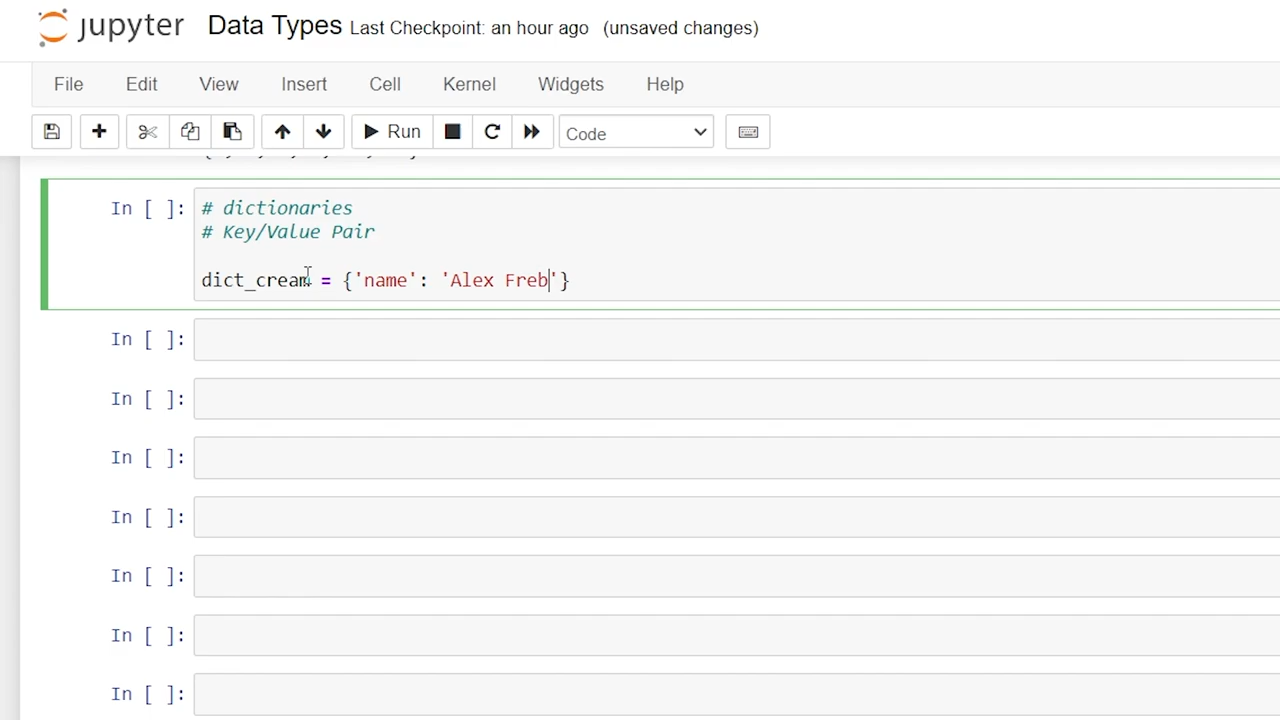 jupyter Data Types Last Checkpoint: an hour ago (unsaved changes)
File Edit View Insert Cell Kernel Widgets Help
Run Code
In [ ]: # dictionaries
# Key/Value Pair
dict_cream = {'name': 'Alex Freb'}
In [ ]:
In [ ]:
In [ ]:
In [ ]:
In [ ]:
In [ ]:
In [ ]: